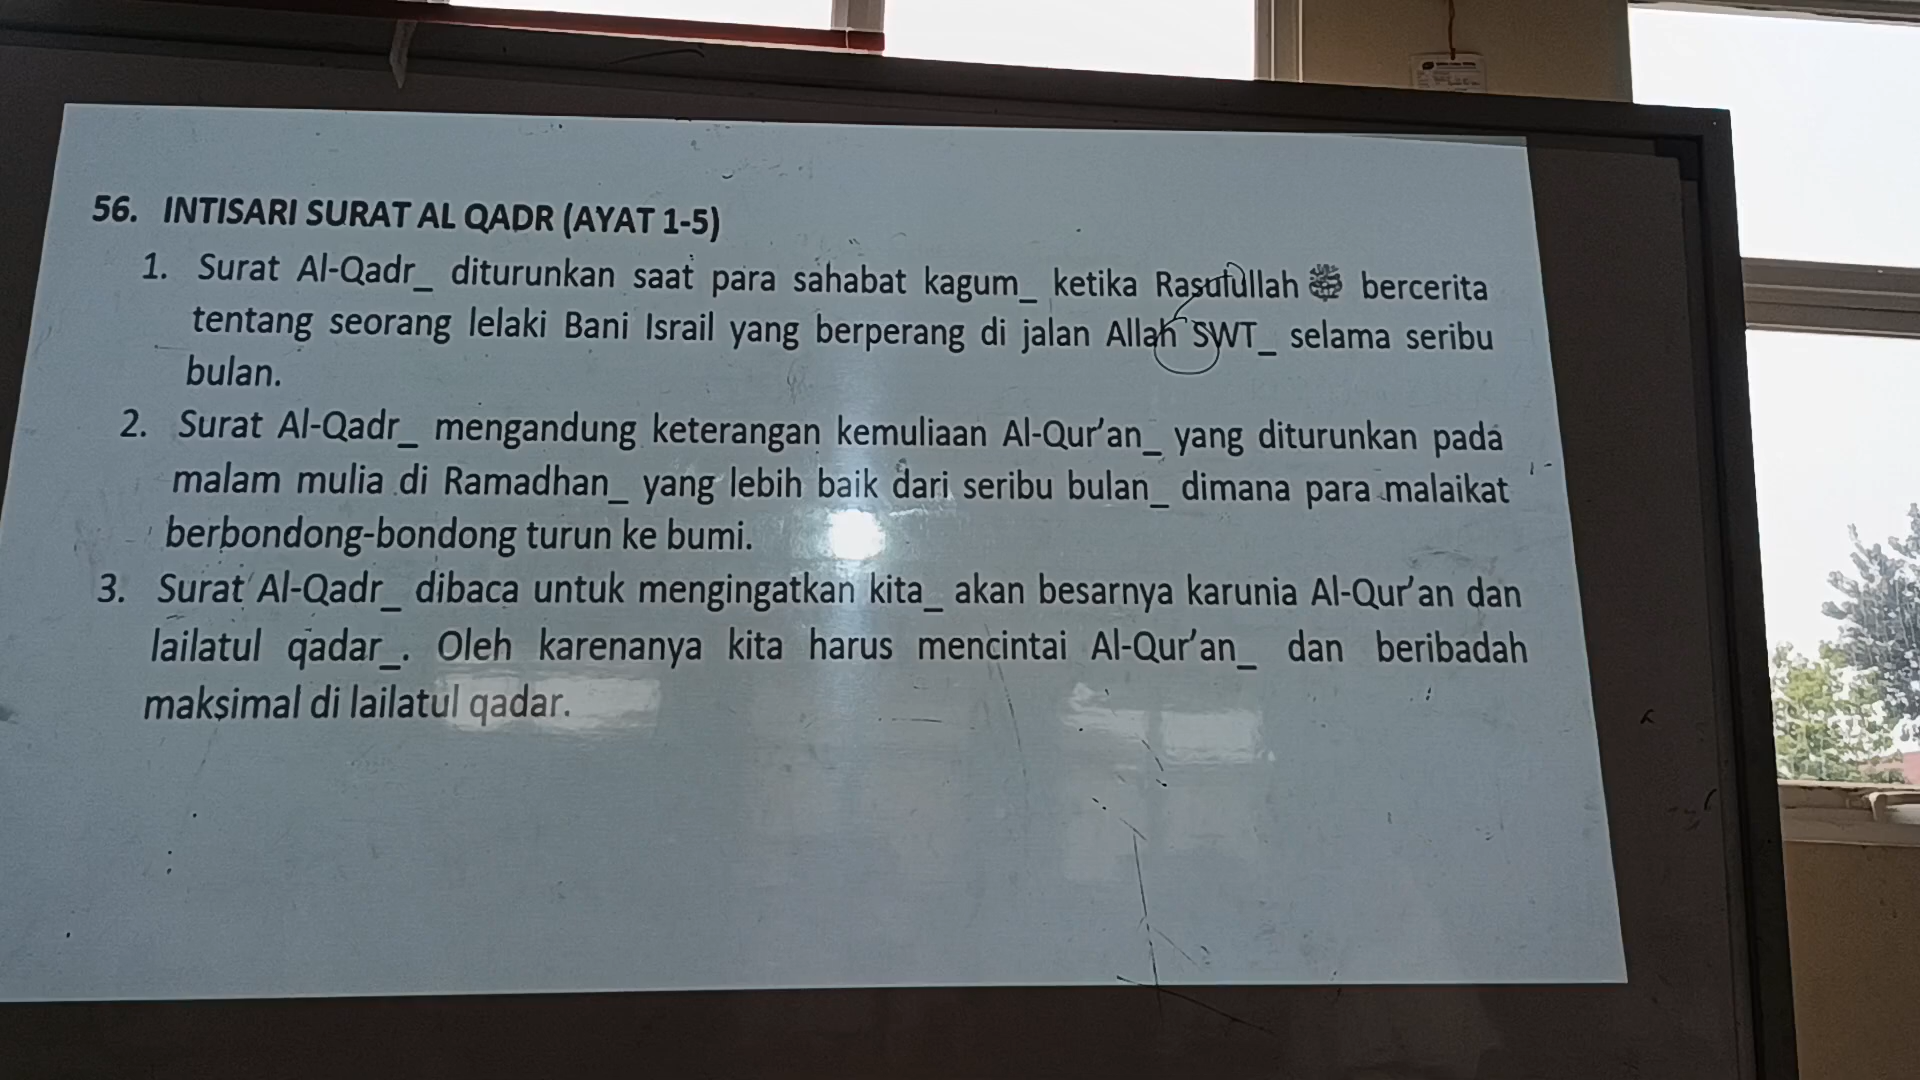 56. INTISARI SURAT AL QADR (AYAT 1-5)
1. Surat Al-Qadr_ diturunkan saat para sahabat kagum_ ketika Rasulullah ﷺ bercerita
tentang seorang lelaki Bani Israil yang berperang di jalan Allah SWT_ selama seribu
bulan.
2. Surat Al-Qadr_ mengandung keterangan kemuliaan Al-Qur’an_ yang diturunkan pada
malam mulia di Ramadhan_ yang lebih baik dari seribu bulan_ dimana para malaikat
berbondong-bondong turun ke bumi.
3. Surat Al-Qadr_ dibaca untuk mengingatkan kita_ akan besarnya karunia Al-Qur’an dan
lailatul qadar_. Oleh karenanya kita harus mencintai Al-Qur’an_ dan beribadah
maksimal di lailatul qadar.